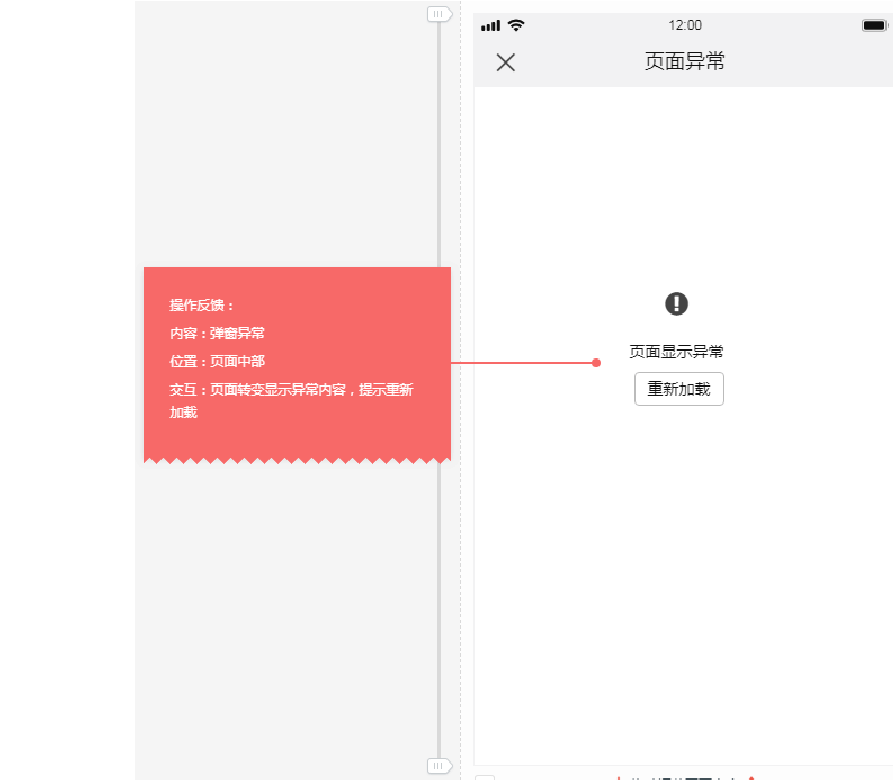 12:00
页面异常
操作反馈：
内容：弹窗异常
位置：页面中部
交互：页面转变显示异常内容，提示重新
加载
页面显示异常
重新加载